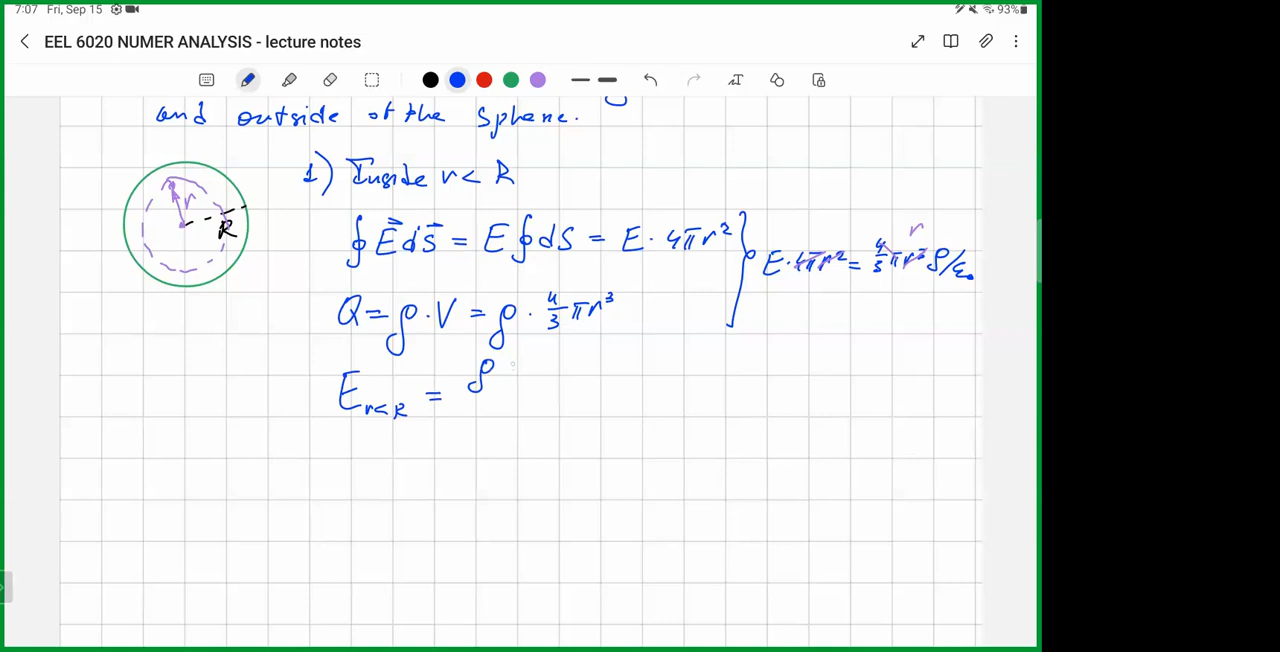 7:07 Fri, Sep 15 93%
EEL 6020 NUMER ANALYSIS - lecture notes
and outside of the sphere.
1) Inside r < R
r
R
∮ E⃗ dS⃗ = E ∮ dS = E · 4πr²
E · 4πr² = 4/3 πr³ ρ/ε₀
r
Q = ρ · V = ρ · 4/3 πr³
E r<R = ρ